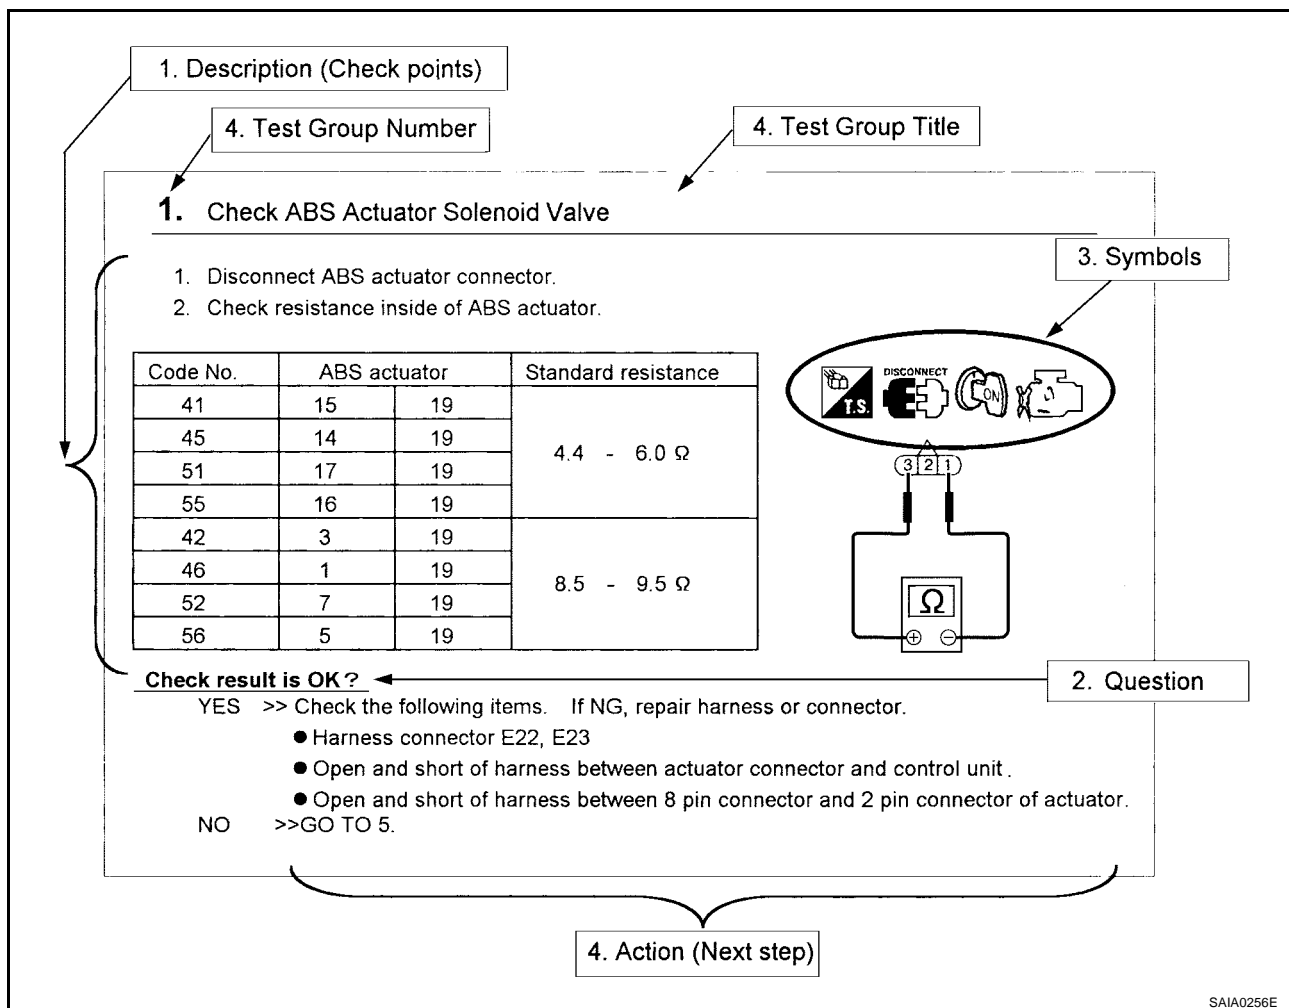 1. Description (Check points)
4. Test Group Number
4. Test Group Title
1. Check ABS Actuator Solenoid Valve
3. Symbols
1. Disconnect ABS actuator connector.
2. Check resistance inside of ABS actuator.
Code No. ABS actuator Standard resistance
41 15 19
45 14 19
51 17 19
55 16 19
4.4 - 6.0 Ω
42 3 19
46 1 19
52 7 19
56 5 19
8.5 - 9.5 Ω
T.S.
DISCONNECT
ON
3 2 1
Ω
+ −
Check result is OK?
2. Question
YES >> Check the following items. If NG, repair harness or connector.
● Harness connector E22, E23
● Open and short of harness between actuator connector and control unit.
● Open and short of harness between 8 pin connector and 2 pin connector of actuator.
NO >>GO TO 5.
4. Action (Next step)
SAIA0256E